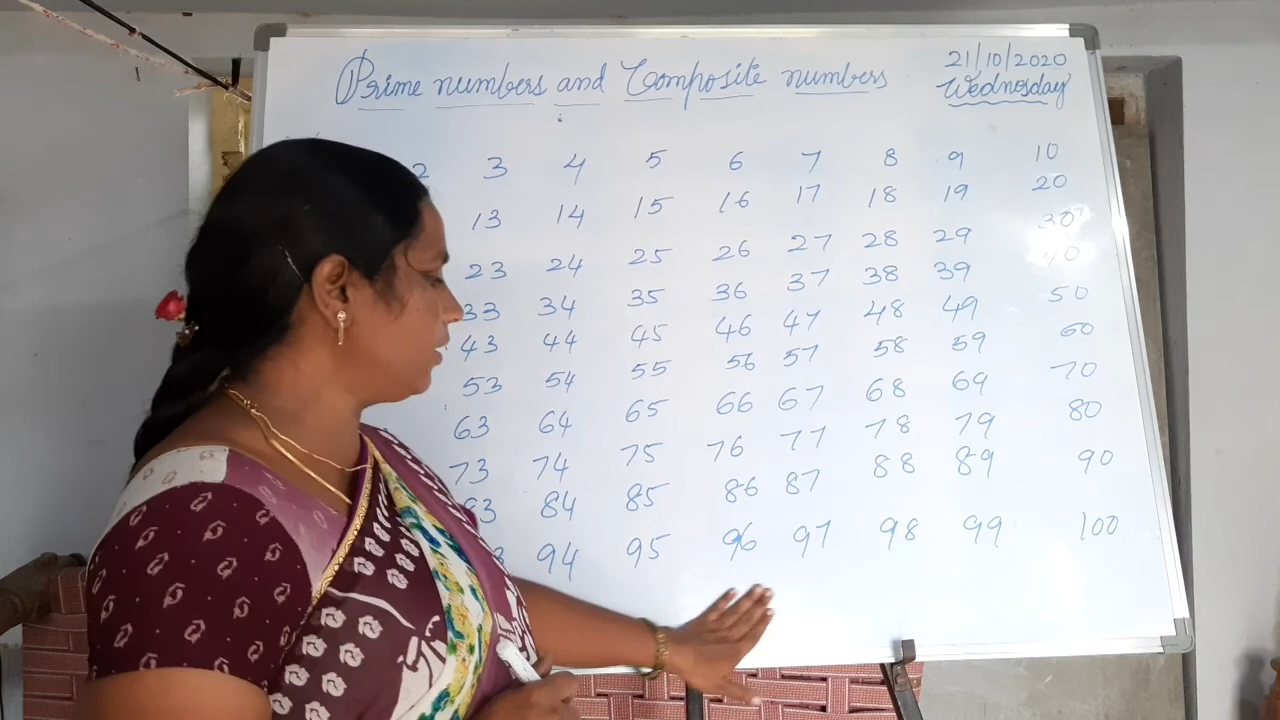 Prime numbers and Composite numbers
21/10/2020
Wednesday
2 3 4 5 6 7 8 9 10
13 14 15 16 17 18 19 20
23 24 25 26 27 28 29 30
33 34 35 36 37 38 39 40
43 44 45 46 47 48 49 50
53 54 55 56 57 58 59 60
63 64 65 66 67 68 69 70
73 74 75 76 77 78 79 80
84 85 86 87 88 89 90
94 95 96 97 98 99 100